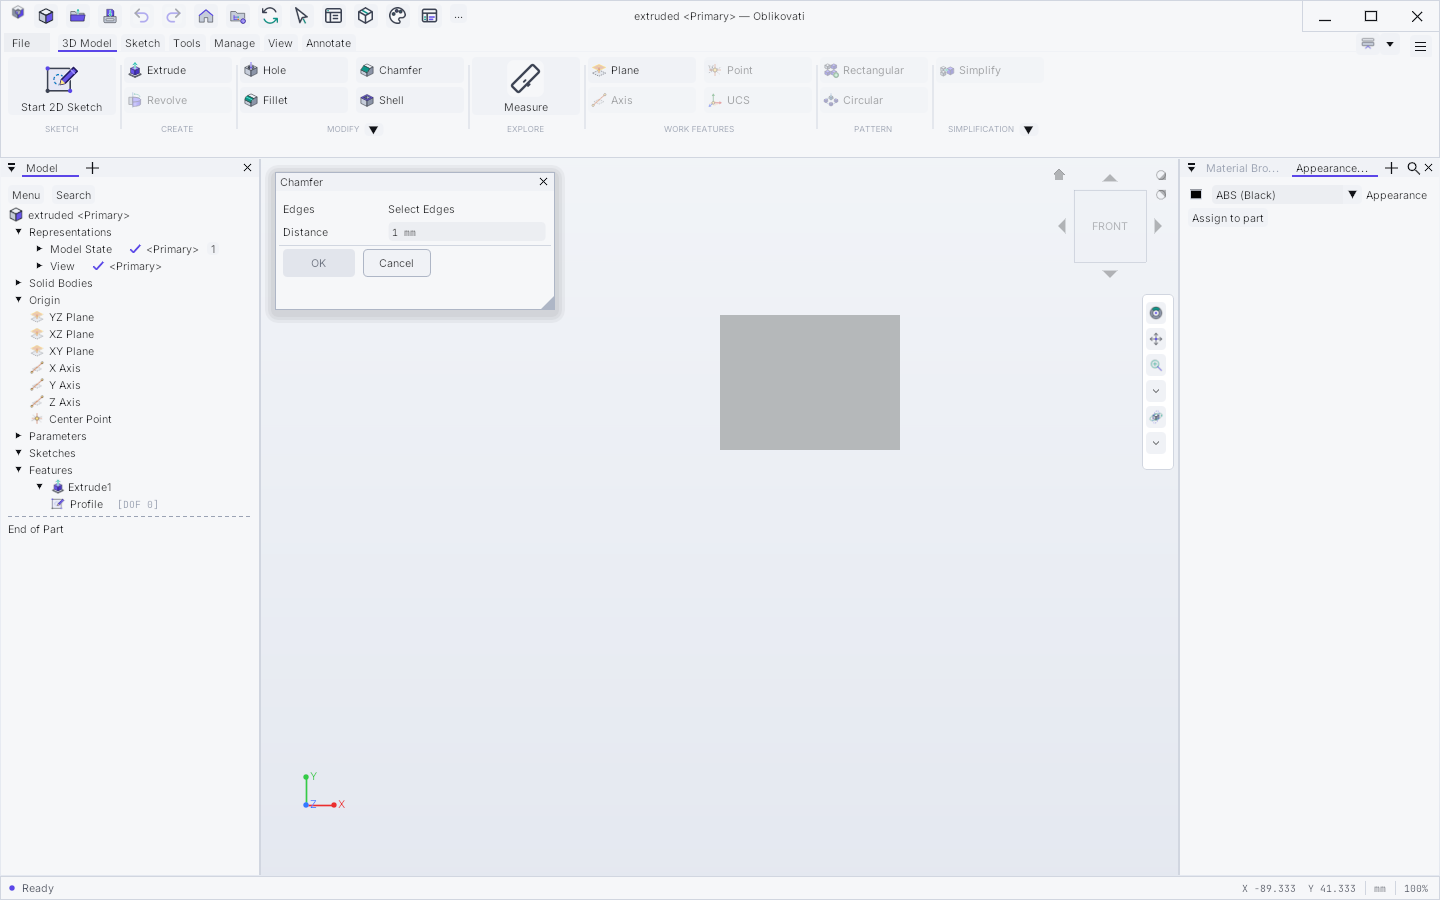 extruded <Primary> — Oblikovati
File 3D Model Sketch Tools Manage View Annotate
Start 2D Sketch
SKETCH
Extrude
Revolve
CREATE
Hole
Fillet
Chamfer
Shell
MODIFY
Measure
EXPLORE
Plane
Axis
Point
UCS
WORK FEATURES
Rectangular
Circular
PATTERN
Simplify
SIMPLIFICATION
Model
Menu Search
extruded <Primary>
Representations
Model State <Primary> 1
View <Primary>
Solid Bodies
Origin
YZ Plane
XZ Plane
XY Plane
X Axis
Y Axis
Z Axis
Center Point
Parameters
Sketches
Features
Extrude1
Profile [DOF 0]
End of Part
Chamfer
Edges Select Edges
Distance 1 mm
OK Cancel
FRONT
Y
Z X
Material Bro... Appearance...
ABS (Black) Appearance
Assign to part
Ready
X -89.333 Y 41.333 mm 100%